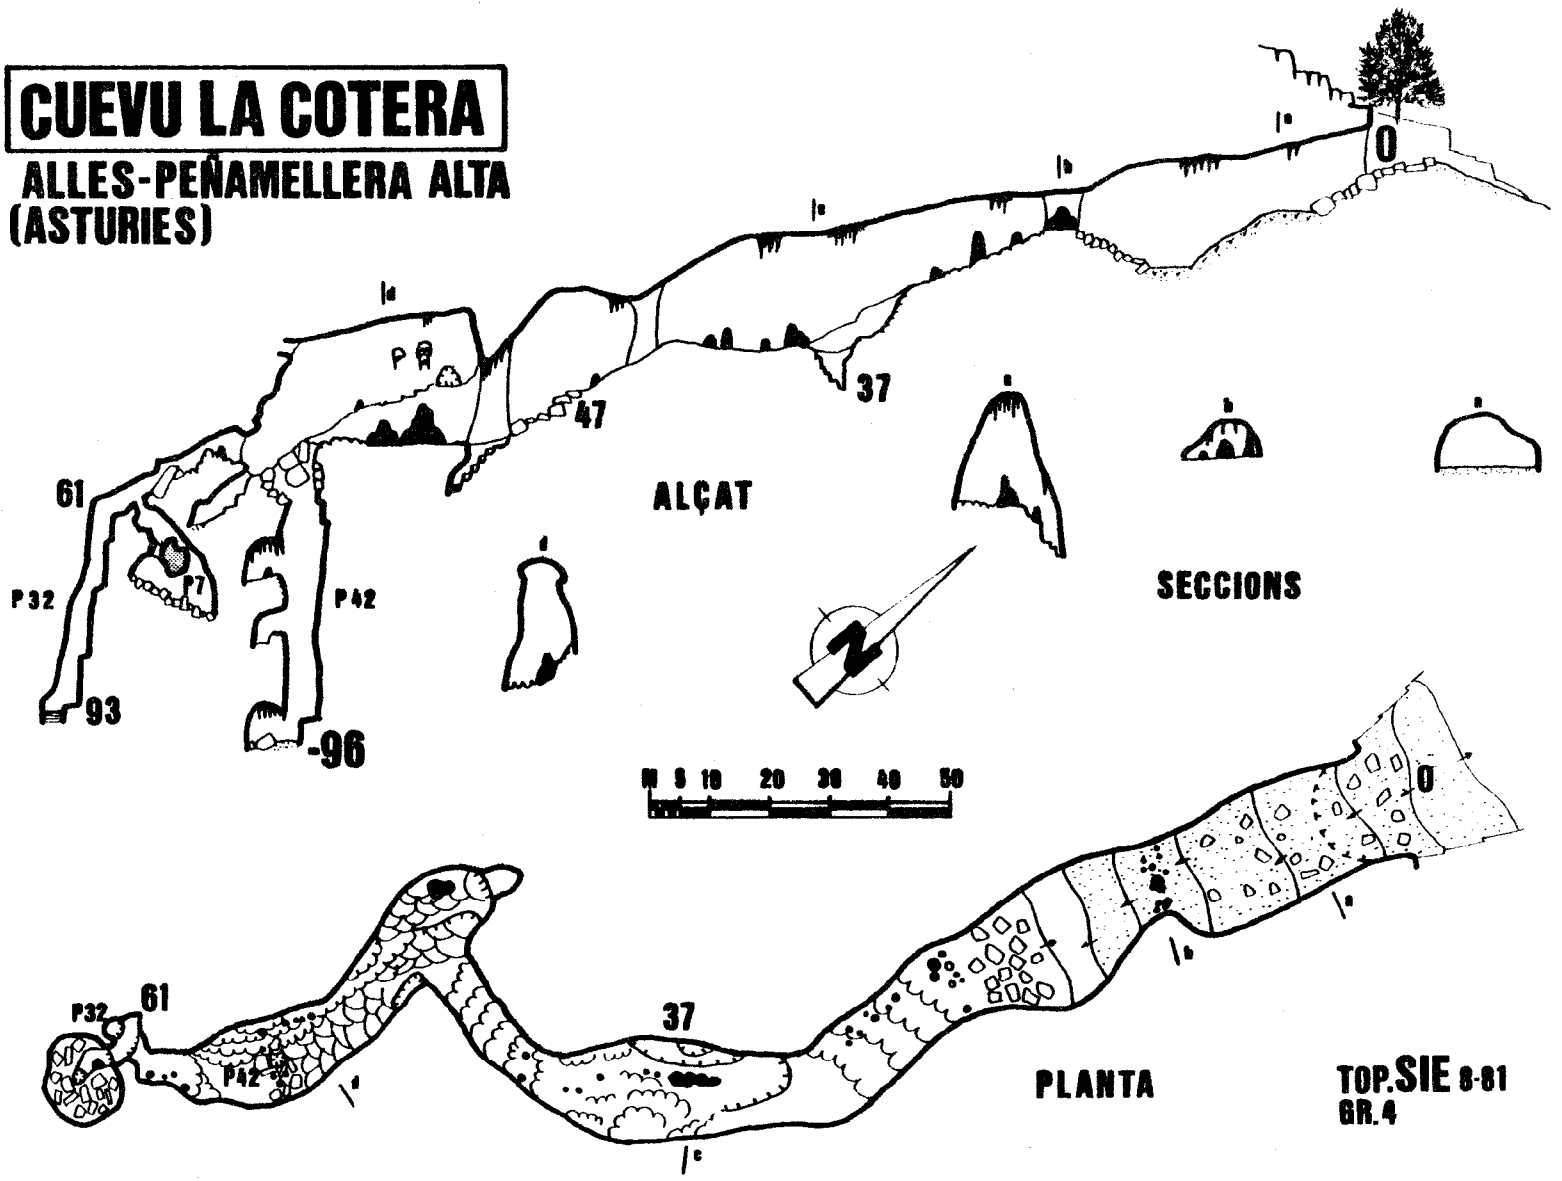 CUEVU LA COTERA
ALLES-PEÑAMELLERA ALTA
(ASTURIES)
a
0
b
c
d
P
37
47
61
P32
P7
P42
93
-96
ALÇAT
c
b
a
d
SECCIONS
N
M 5 10 20 30 40 50
0
a
b
37
c
61
P32
P42
d
PLANTA
TOP.SIE 8-81
GR.4